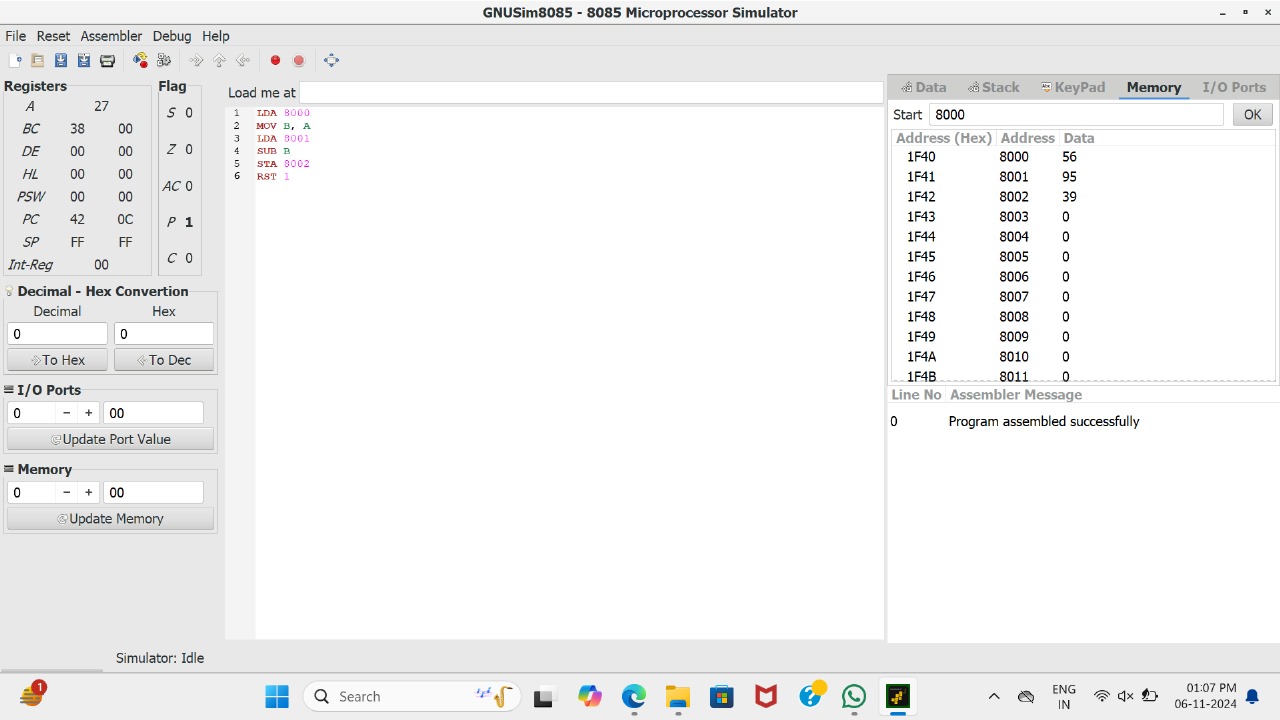 GNUSim8085 - 8085 Microprocessor Simulator
File Reset Assembler Debug Help
Registers
A 27
BC 38 00
DE 00 00
HL 00 00
PSW 00 00
PC 42 0C
SP FF FF
Int-Reg 00
Flag
S 0
Z 0
AC 0
P 1
C 0
Decimal - Hex Convertion
Decimal Hex
0 0
To Hex To Dec
I/O Ports
0 − + 00
Update Port Value
Memory
0 − + 00
Update Memory
Load me at
1 LDA 8000
2 MOV B, A
3 LDA 8001
4 SUB B
5 STA 8002
6 RST 1
Data Stack KeyPad Memory I/O Ports
Start 8000 OK
Address (Hex) Address Data
1F40 8000 56
1F41 8001 95
1F42 8002 39
1F43 8003 0
1F44 8004 0
1F45 8005 0
1F46 8006 0
1F47 8007 0
1F48 8008 0
1F49 8009 0
1F4A 8010 0
1F4B 8011 0
Line No Assembler Message
0 Program assembled successfully
Simulator: Idle
1
Search
ENG
IN
01:07 PM
06-11-2024